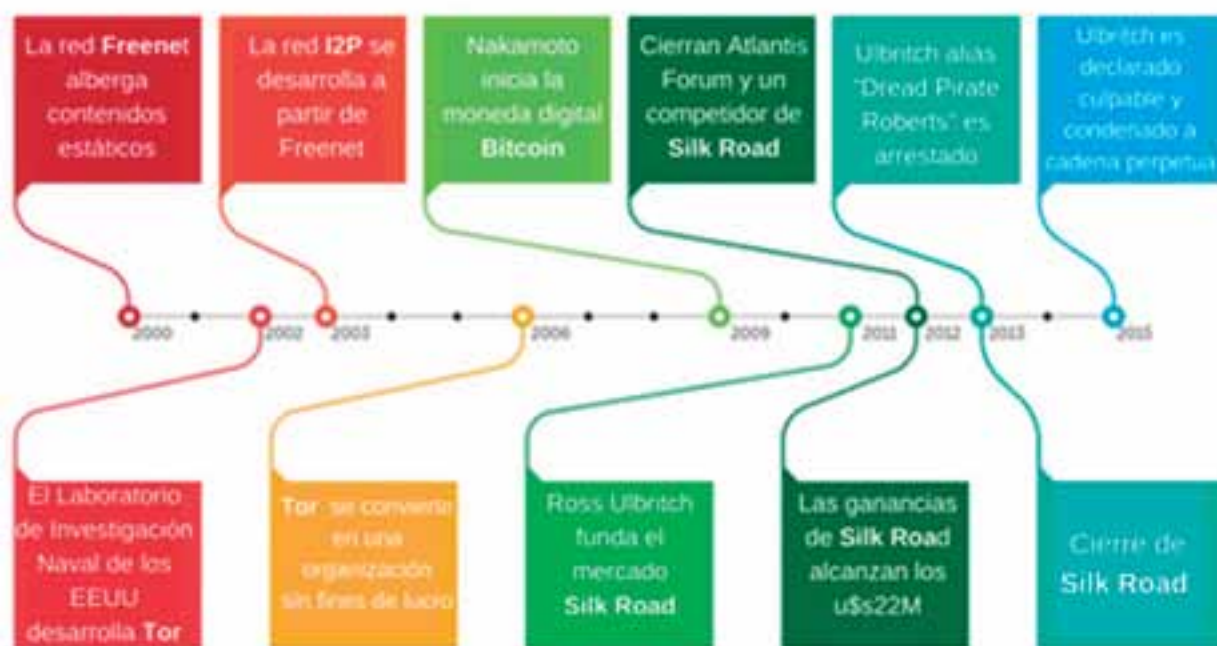 La red Freenet
alberga
contenidos
estáticos
La red I2P se
desarrolla a
partir de
Freenet
Nakamoto
inicia la
moneda digital
Bitcoin
Cierran Atlantis
Forum y un
competidor de
Silk Road
Ulbritch alias
"Dread Pirate
Roberts" es
arrestado
Ulbritch es
declarado
culpable y
condenado a
cadena perpetua
2000
2002
2003
2006
2009
2011
2012
2013
2015
El Laboratorio
de Investigación
Naval de los
EEUU
desarrolla Tor
Tor se convierte
en una
organización
sin fines de lucro
Ross Ulbritch
funda el
mercado
Silk Road
Las ganancias
de Silk Road
alcanzan los
u$s22M
Cierre de
Silk Road